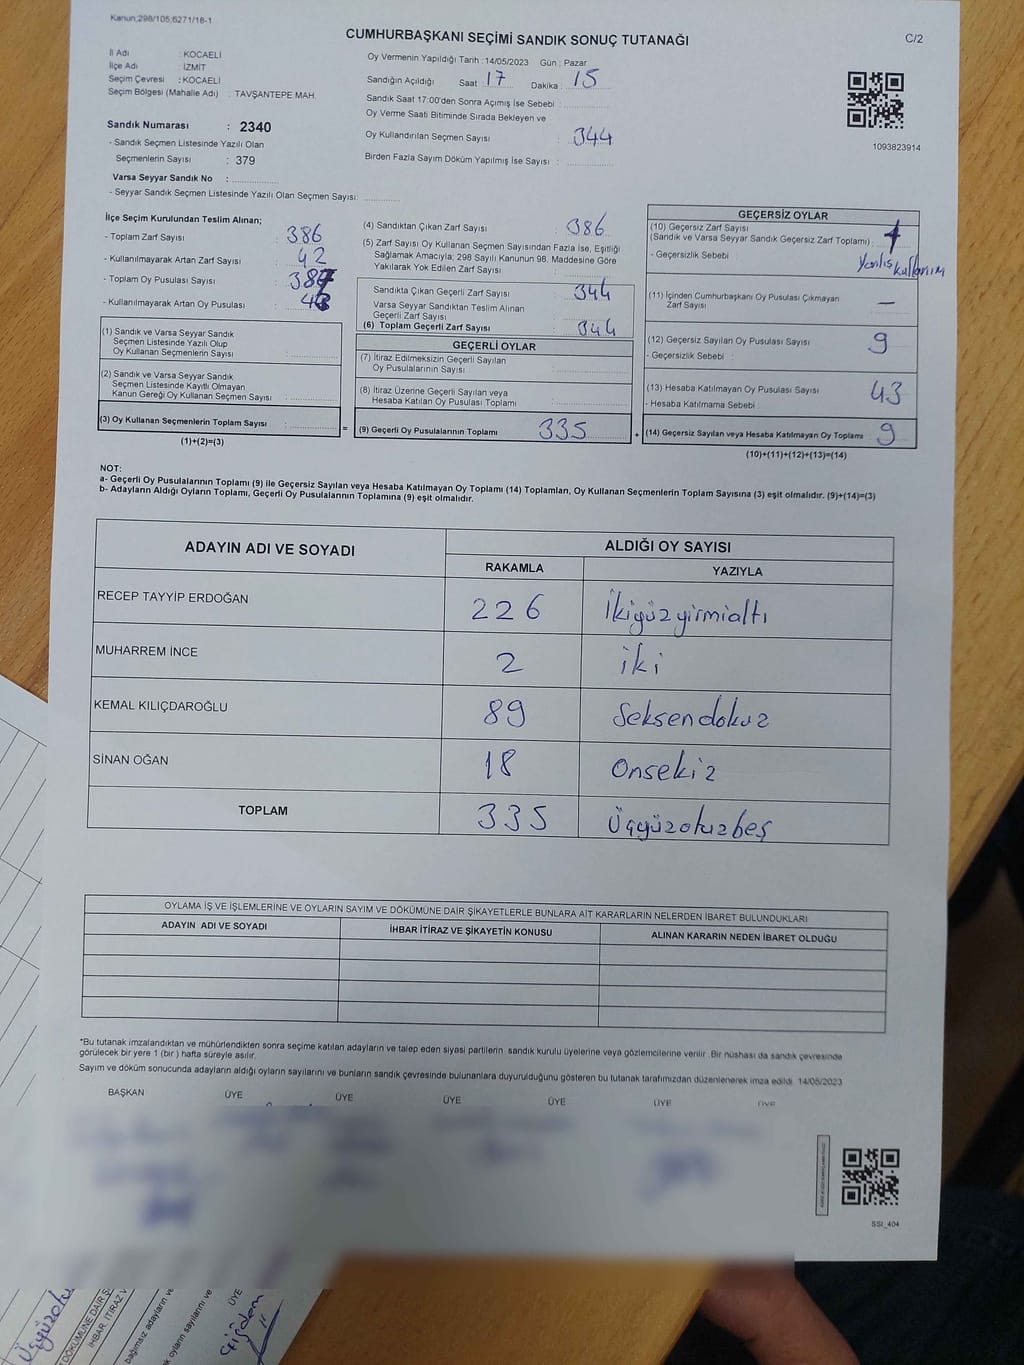 Kanun;298/105;6271/18-1
CUMHURBAŞKANI SEÇİMİ SANDIK SONUÇ TUTANAĞI
C/2
İl Adı : KOCAELİ
İlçe Adı : İZMİT
Seçim Çevresi : KOCAELİ
Seçim Bölgesi (Mahalle Adı) : TAVŞANTEPE MAH.
Oy Vermenin Yapıldığı Tarih :14/05/2023 Gün : Pazar
Sandığın Açıldığı Saat 17 Dakika : 15
Sandık Saat 17:00'den Sonra Açımış İse Sebebi :
Oy Verme Saati Bitiminde Sırada Bekleyen ve
Oy Kullandırılan Seçmen Sayısı : 344
Birden Fazla Sayım Döküm Yapılmış İse Sayısı :
1093823914
Sandık Numarası : 2340
- Sandık Seçmen Listesinde Yazılı Olan
Seçmenlerin Sayısı : 379
Varsa Seyyar Sandık No :
- Seyyar Sandık Seçmen Listesinde Yazılı Olan Seçmen Sayısı:
İlçe Seçim Kurulundan Teslim Alınan;
- Toplam Zarf Sayısı : 386
- Kullanılmayarak Artan Zarf Sayısı : 42
- Toplam Oy Pusulası Sayısı : 387
- Kullanılmayarak Artan Oy Pusulası : 43
(1) Sandık ve Varsa Seyyar Sandık
Seçmen Listesinde Yazılı Olup
Oy Kullanan Seçmenlerin Sayısı :
(2) Sandık ve Varsa Seyyar Sandık
Seçmen Listesinde Kayıtlı Olmayan
Kanun Gereği Oy Kullanan Seçmen Sayısı :
(3) Oy Kullanan Seçmenlerin Toplam Sayısı : =
(1)+(2)=(3)
(4) Sandıktan Çıkan Zarf Sayısı : 386
(5) Zarf Sayısı Oy Kullanan Seçmen Sayısından Fazla İse, Eşitliği
Sağlamak Amacıyla; 298 Sayılı Kanunun 98. Maddesine Göre
Yakılarak Yok Edilen Zarf Sayısı :
Sandıkta Çıkan Geçerli Zarf Sayısı : 344
Varsa Seyyar Sandıktan Teslim Alınan
Geçerli Zarf Sayısı :
(6) Toplam Geçerli Zarf Sayısı : 344
GEÇERLİ OYLAR
(7) İtiraz Edilmeksizin Geçerli Sayılan
Oy Pusulalarının Sayısı :
(8) İtiraz Üzerine Geçerli Sayılan veya
Hesaba Katılan Oy Pusulası Toplamı :
(9) Geçerli Oy Pusulalarının Toplamı : 335 +
GEÇERSİZ OYLAR
(10) Geçersiz Zarf Sayısı
(Sandık ve Varsa Seyyar Sandık Geçersiz Zarf Toplamı) : 1
- Geçersizlik Sebebi : Yanlış kullanım
(11) İçinden Cumhurbaşkanı Oy Pusulası Çıkmayan
Zarf Sayısı : —
(12) Geçersiz Sayılan Oy Pusulası Sayısı : 9
- Geçersizlik Sebebi :
(13) Hesaba Katılmayan Oy Pusulası Sayısı : 43
- Hesaba Katılmama Sebebi :
(14) Geçersiz Sayılan veya Hesaba Katılmayan Oy Toplamı : 9
(10)+(11)+(12)+(13)=(14)
NOT:
a- Geçerli Oy Pusulalarının Toplamı (9) ile Geçersiz Sayılan veya Hesaba Katılmayan Oy Toplamı (14) Toplamları, Oy Kullanan Seçmenlerin Toplam Sayısına (3) eşit olmalıdır. (9)+(14)=(3)
b- Adayların Aldığı Oyların Toplamı, Geçerli Oy Pusulalarının Toplamına (9) eşit olmalıdır.
ADAYIN ADI VE SOYADI ALDIĞI OY SAYISI
RAKAMLA YAZIYLA
RECEP TAYYİP ERDOĞAN 226 İkiyüzyirmialtı
MUHARREM İNCE 2 iki
KEMAL KILIÇDAROĞLU 89 Seksendokuz
SİNAN OĞAN 18 Onsekiz
TOPLAM 335 Üçyüzotuzbeş
OYLAMA İŞ VE İŞLEMLERİNE VE OYLARIN SAYIM VE DÖKÜMÜNE DAİR ŞİKAYETLERLE BUNLARA AİT KARARLARIN NELERDEN İBARET BULUNDUKLARI
ADAYIN ADI VE SOYADI İHBAR İTİRAZ VE ŞİKAYETİN KONUSU ALINAN KARARIN NEDEN İBARET OLDUĞU
*Bu tutanak imzalandıktan ve mühürlendikten sonra seçime katılan adayların ve talep eden siyasi partilerin sandık kurulu üyelerine veya gözlemcilerine verilir .Bir nüshası da sandık çevresinde
görülecek bir yere 1 (bir ) hafta süreyle asılır.
Sayım ve döküm sonucunda adayların aldığı oyların sayılarını ve bunların sandık çevresinde bulunanlara duyurulduğunu gösteren bu tutanak tarafımızdan düzenlenerek imza edildi. 14/05/2023
BAŞKAN ÜYE ÜYE ÜYE ÜYE ÜYE ÜYE
SSI_404
Üçyüzotu
DÖKÜMÜNE DAİR Ş
İHBAR İTİRAZ V
bağımsız adayların v
oyların sayılarını ve
ÜYE
Çiğdem